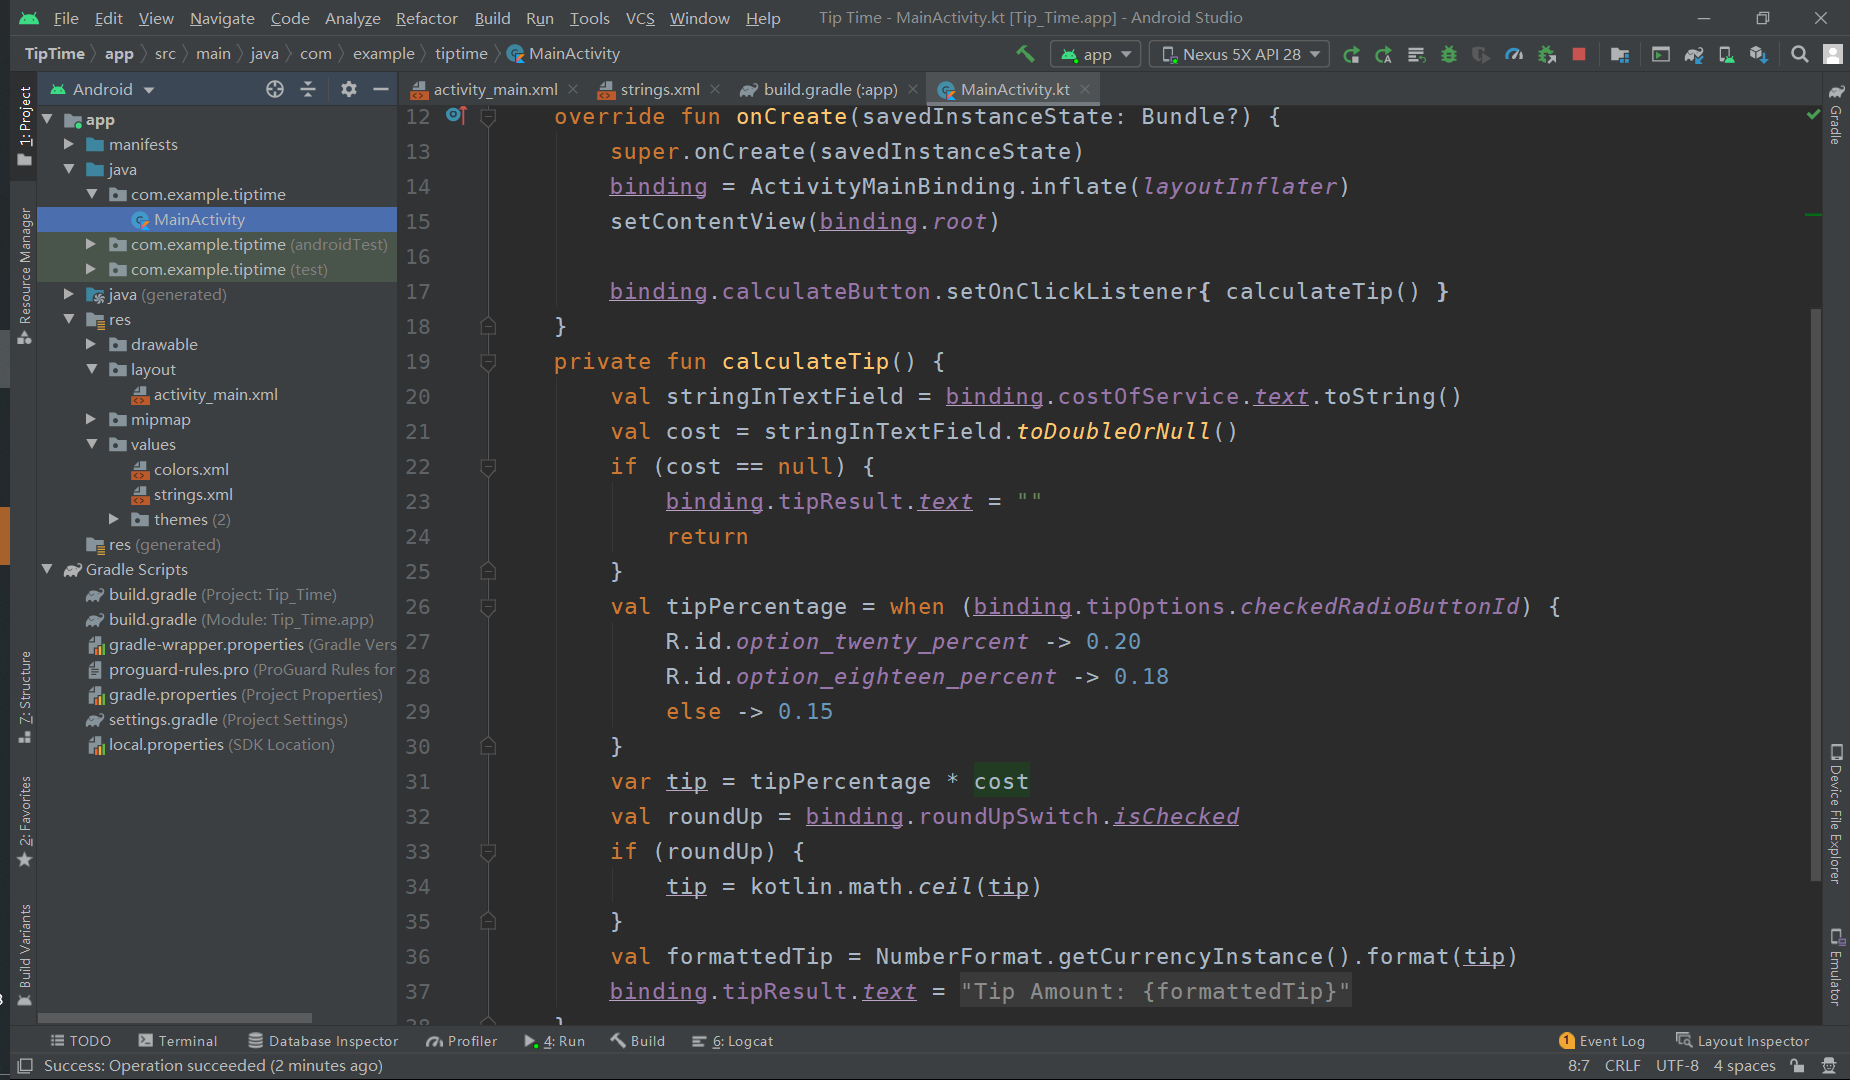 File Edit View Navigate Code Analyze Refactor Build Run Tools VCS Window Help Tip Time - MainActivity.kt [Tip_Time.app] - Android Studio
TipTime app src main java com example tiptime MainActivity app Nexus 5X API 28
Android activity_main.xml strings.xml build.gradle (:app) MainActivity.kt
1: Project
Resource Manager
7: Structure
2: Favorites
Build Variants
app
manifests
java
com.example.tiptime
MainActivity
com.example.tiptime (androidTest)
com.example.tiptime (test)
java (generated)
res
drawable
layout
activity_main.xml
mipmap
values
colors.xml
strings.xml
themes (2)
res (generated)
Gradle Scripts
build.gradle (Project: Tip_Time)
build.gradle (Module: Tip_Time.app)
gradle-wrapper.properties (Gradle Vers
proguard-rules.pro (ProGuard Rules for
gradle.properties (Project Properties)
settings.gradle (Project Settings)
local.properties (SDK Location)
12 override fun onCreate(savedInstanceState: Bundle?) {
13 super.onCreate(savedInstanceState)
14 binding = ActivityMainBinding.inflate(layoutInflater)
15 setContentView(binding.root)
16
17 binding.calculateButton.setOnClickListener{ calculateTip() }
18 }
19 private fun calculateTip() {
20 val stringInTextField = binding.costOfService.text.toString()
21 val cost = stringInTextField.toDoubleOrNull()
22 if (cost == null) {
23 binding.tipResult.text = ""
24 return
25 }
26 val tipPercentage = when (binding.tipOptions.checkedRadioButtonId) {
27 R.id.option_twenty_percent -> 0.20
28 R.id.option_eighteen_percent -> 0.18
29 else -> 0.15
30 }
31 var tip = tipPercentage * cost
32 val roundUp = binding.roundUpSwitch.isChecked
33 if (roundUp) {
34 tip = kotlin.math.ceil(tip)
35 }
36 val formattedTip = NumberFormat.getCurrencyInstance().format(tip)
37 binding.tipResult.text = "Tip Amount: {formattedTip}"
Gradle
Device File Explorer
Emulator
TODO Terminal Database Inspector Profiler 4: Run Build 6: Logcat 1 Event Log Layout Inspector
Success: Operation succeeded (2 minutes ago) 8:7 CRLF UTF-8 4 spaces